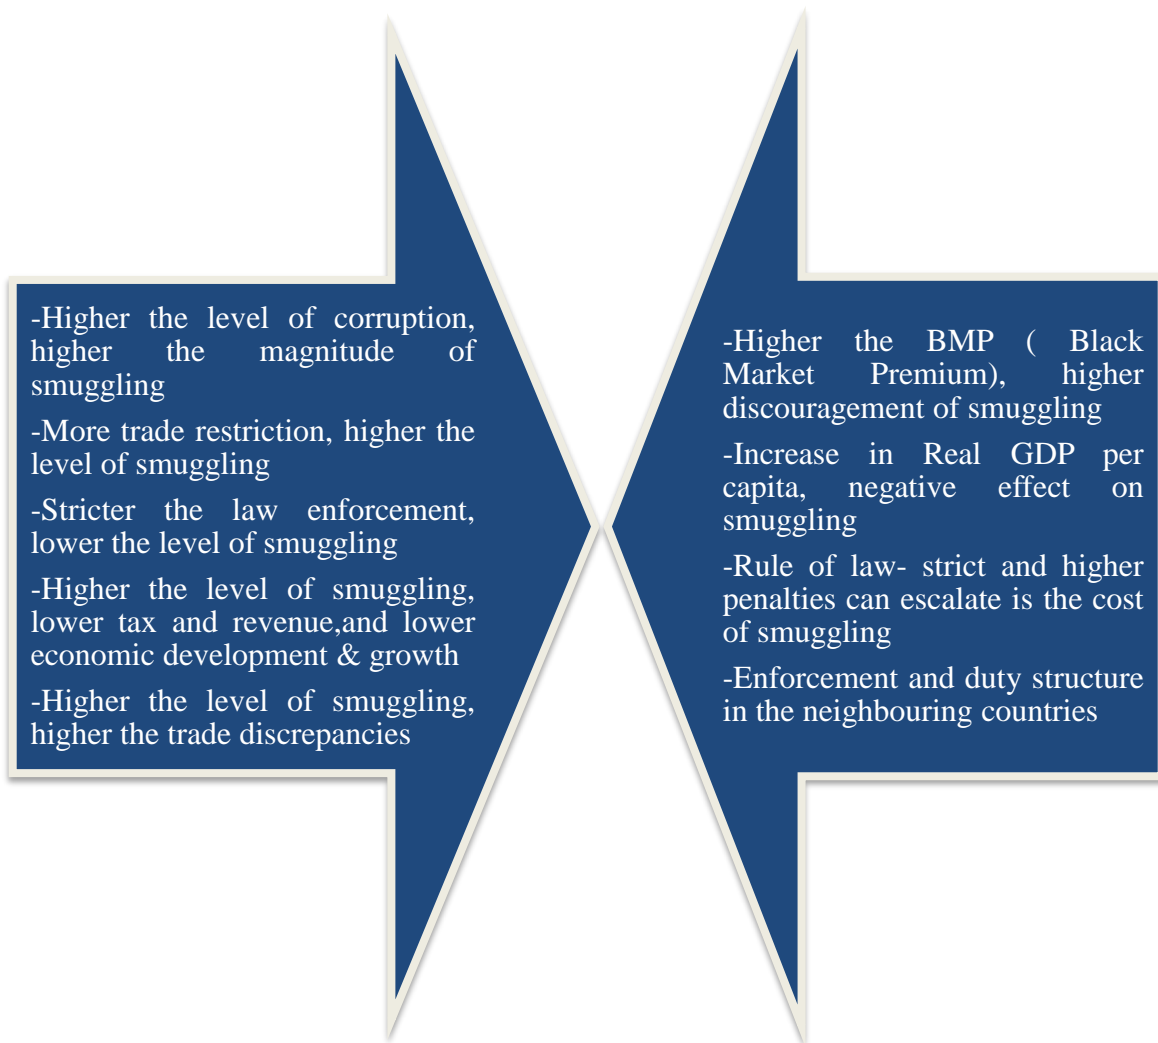 -Higher the level of corruption,
higher the magnitude of
smuggling
-More trade restriction, higher the
level of smuggling
-Stricter the law enforcement,
lower the level of smuggling
-Higher the level of smuggling,
lower tax and revenue,and lower
economic development & growth
-Higher the level of smuggling,
higher the trade discrepancies
-Higher the BMP ( Black
Market Premium), higher
discouragement of smuggling
-Increase in Real GDP per
capita, negative effect on
smuggling
-Rule of law- strict and higher
penalties can escalate is the cost
of smuggling
-Enforcement and duty structure
in the neighbouring countries